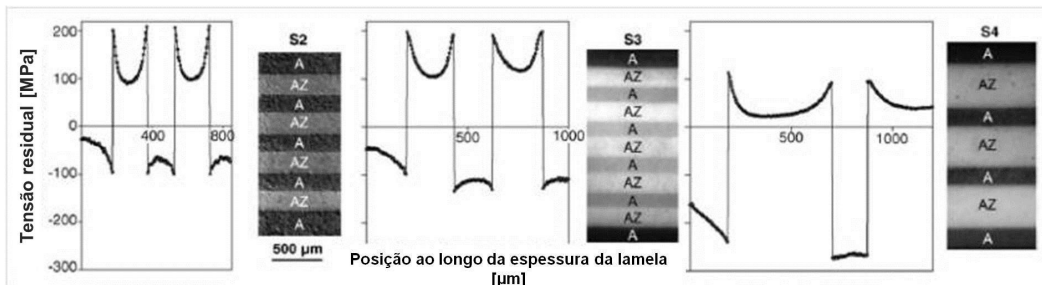 Tensão residual [MPa]
200
100
0
-100
-200
-300
400
800
S2
A
AZ
A
AZ
A
AZ
A
AZ
A
500 µm
500
1000
Posição ao longo da espessura da lamela
[µm]
S3
A
AZ
A
AZ
A
AZ
A
AZ
A
AZ
A
500
1000
S4
A
AZ
A
AZ
A
AZ
A